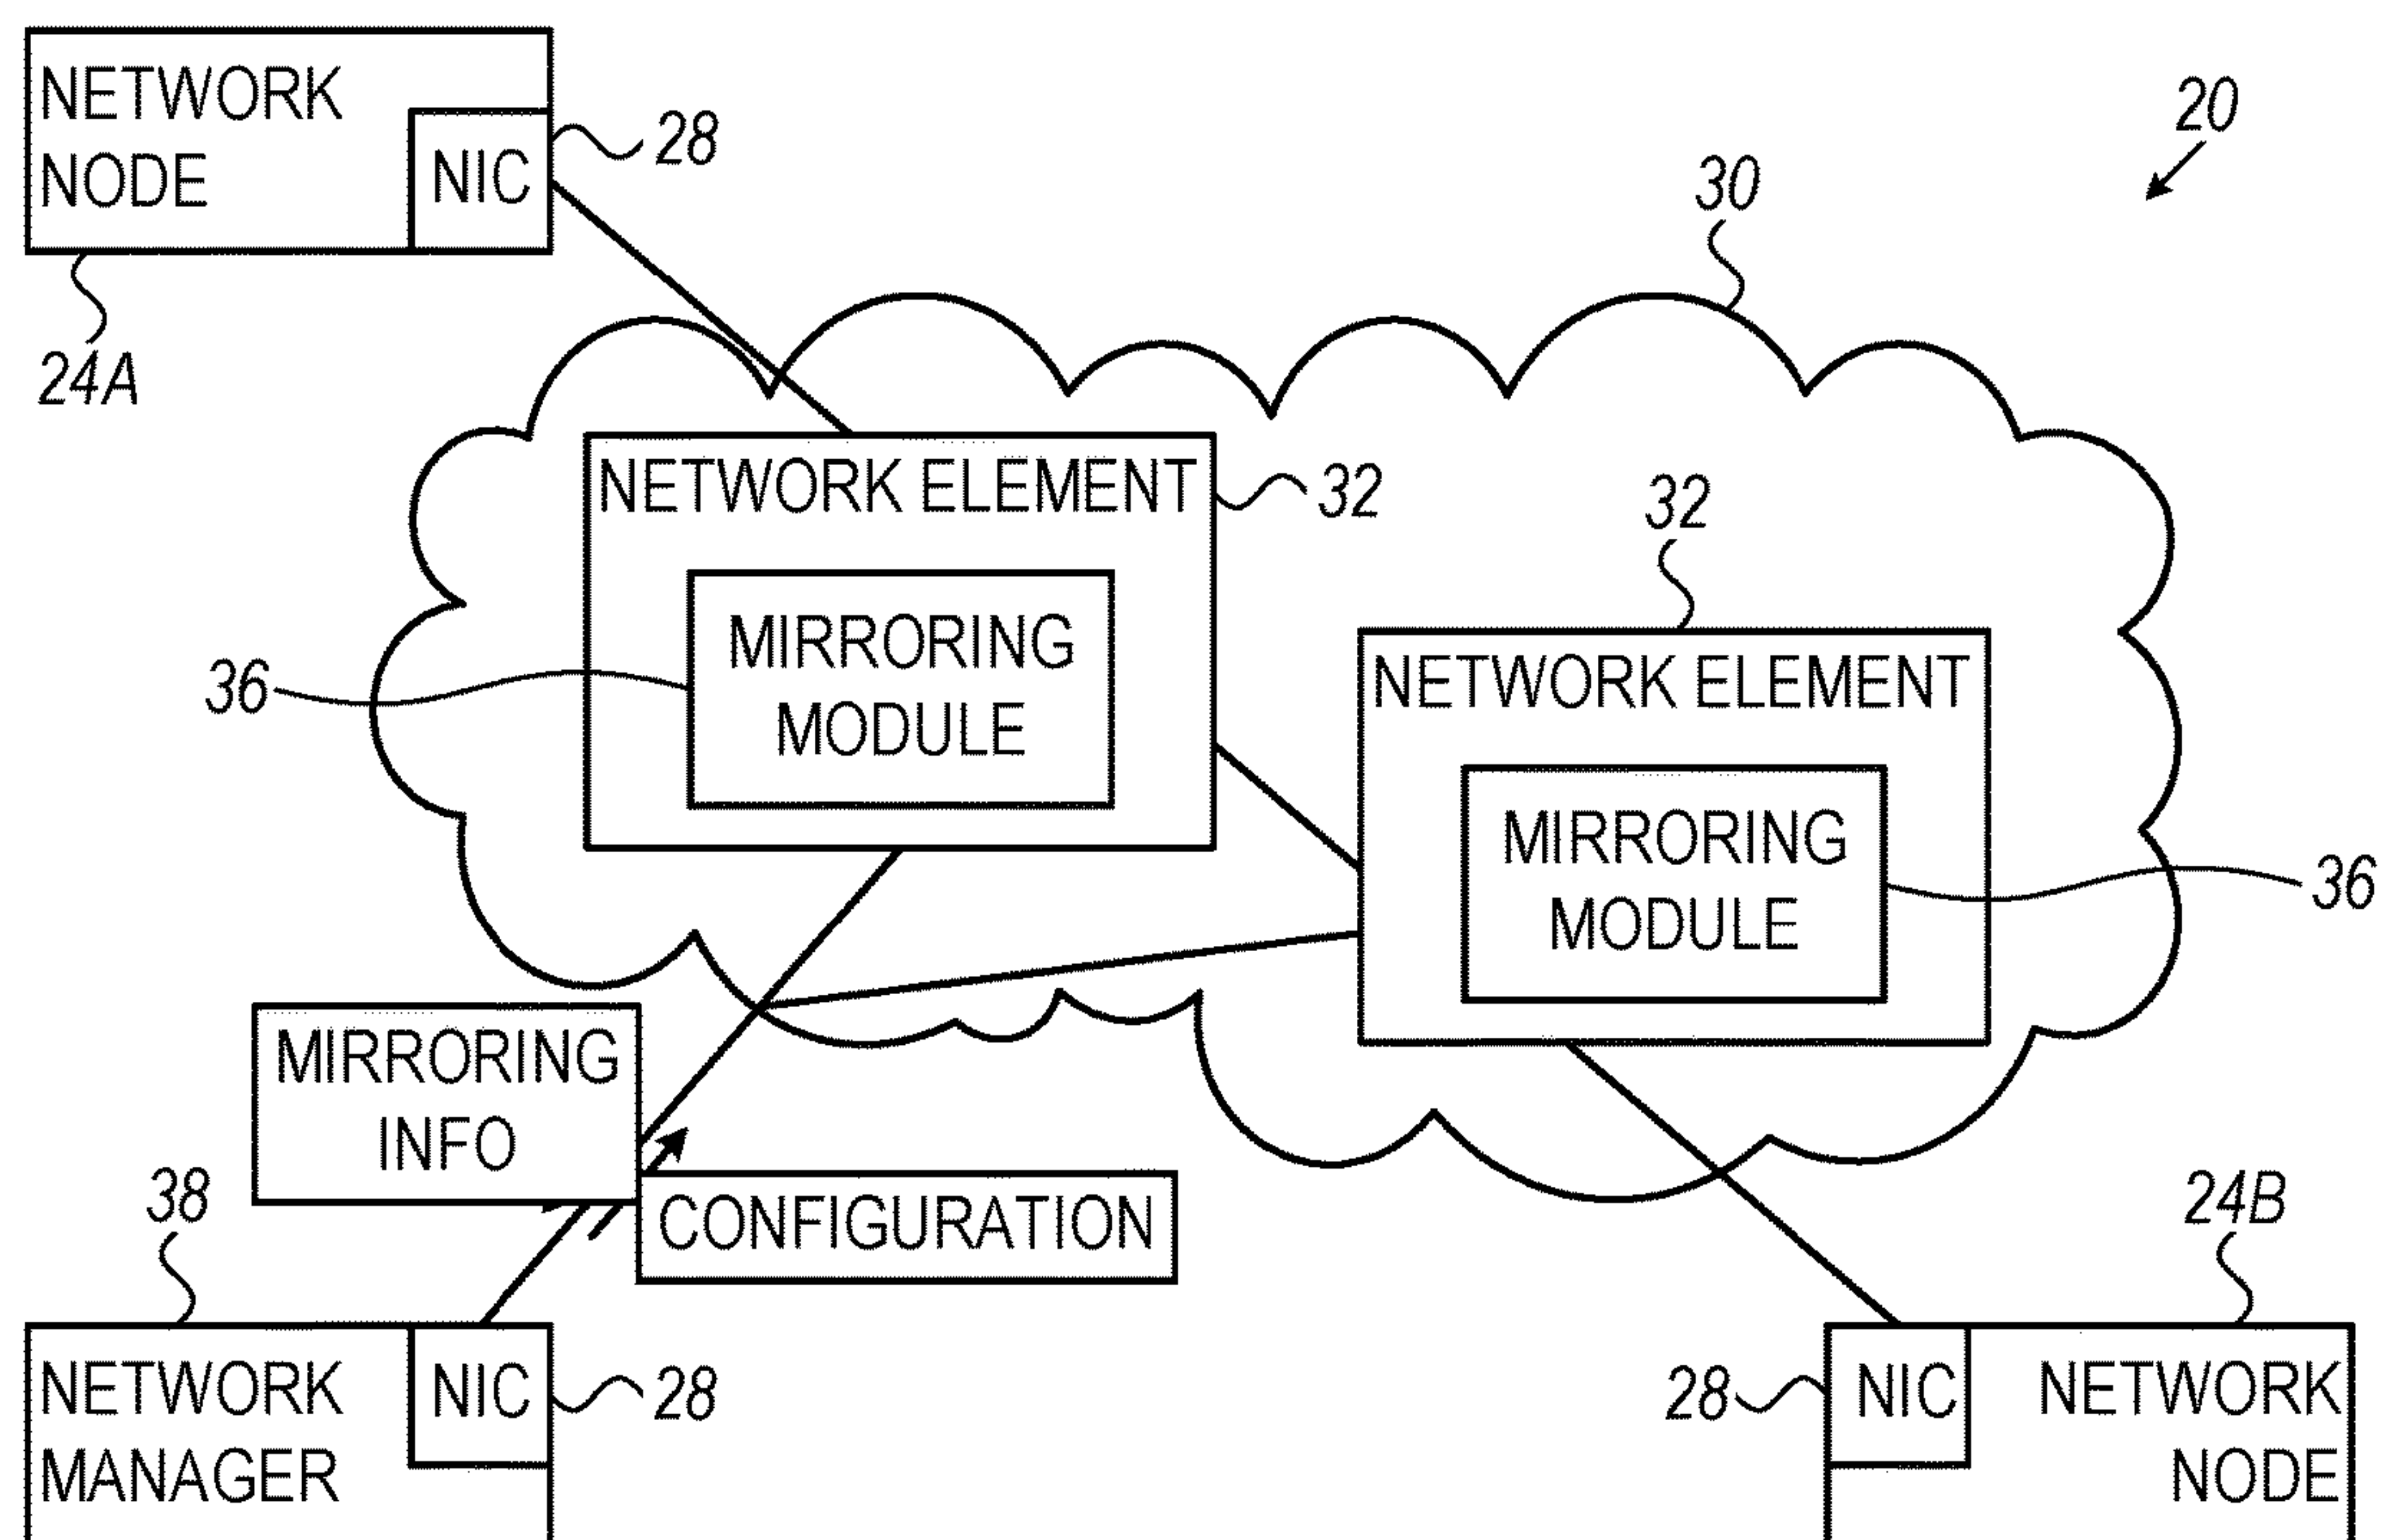 NETWORK
NODE
NIC
28
24A
20
30
NETWORK ELEMENT
32
MIRRORING
MODULE
36
32
NETWORK ELEMENT
MIRRORING
MODULE
36
MIRRORING
INFO
CONFIGURATION
38
NETWORK
MANAGER
NIC
28
24B
28
NIC
NETWORK
NODE